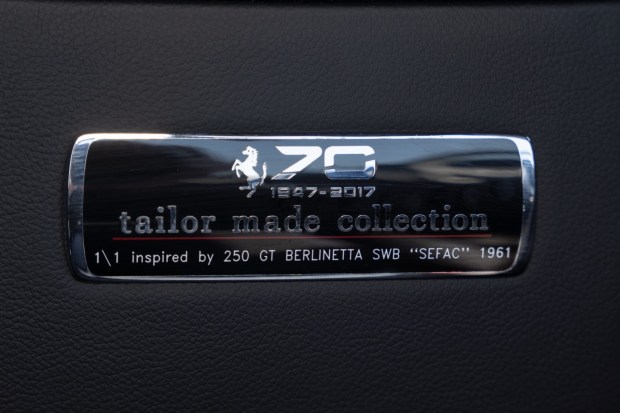 70
1947-2017
tailor made collection
1\1 inspired by 250 GT BERLINETTA SWB "SEFAC" 1961